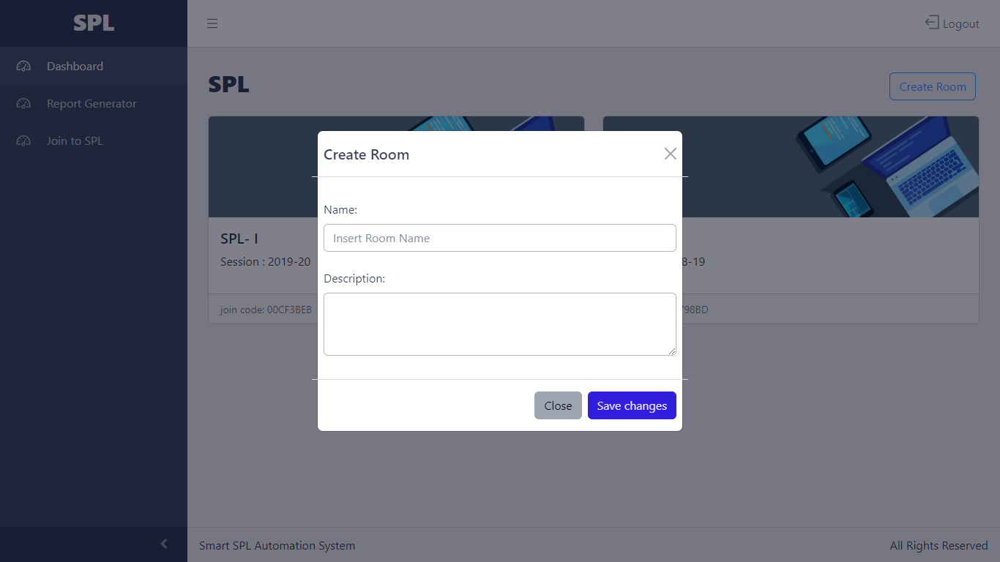 SPL
Logout
Dashboard
Report Generator
Join to SPL
SPL
Create Room
Create Room
Name:
Insert Room Name
Description:
Close
Save changes
SPL- I
Session : 2019-20
8-19
join code: 00CF3BEB
98BD
Smart SPL Automation System
All Rights Reserved